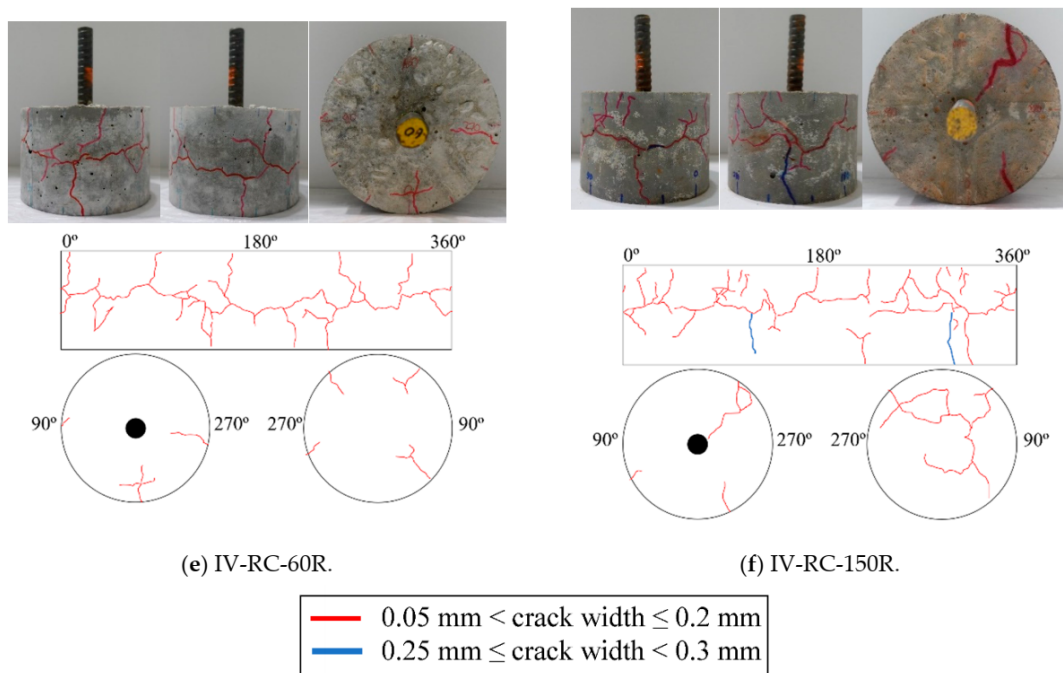 60
0º 180º 360º
90º 270º 270º 90º
(e) IV-RC-60R.
0º 180º 360º
90º 270º 270º 90º
(f) IV-RC-150R.
0.05 mm < crack width ≤ 0.2 mm
0.25 mm ≤ crack width < 0.3 mm